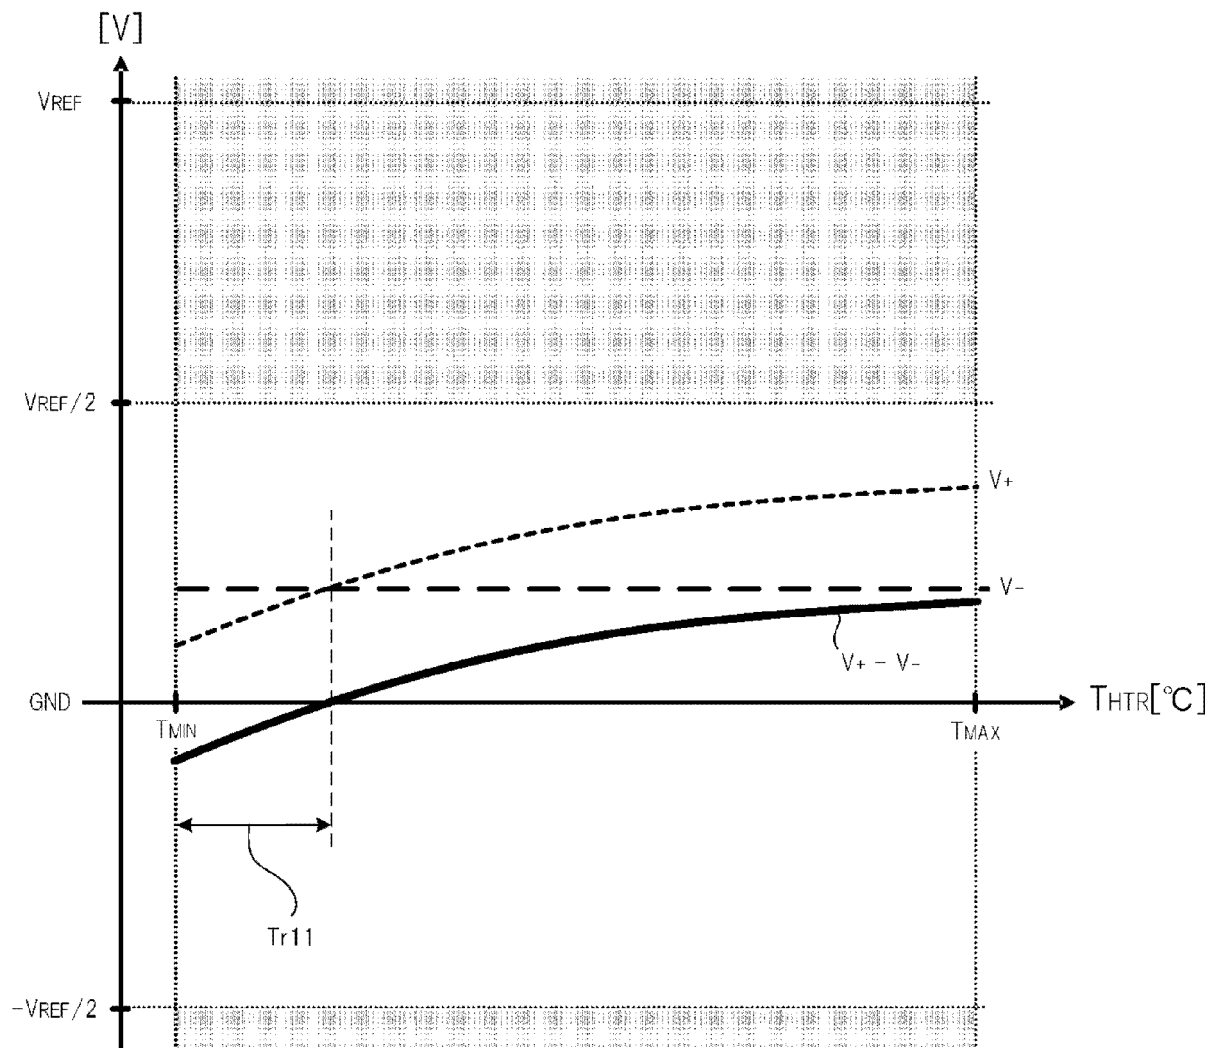 [V]
VREF
VREF/2
V+
V-
V+ - V-
GND
THTR[℃]
TMIN
TMAX
Tr11
-VREF/2